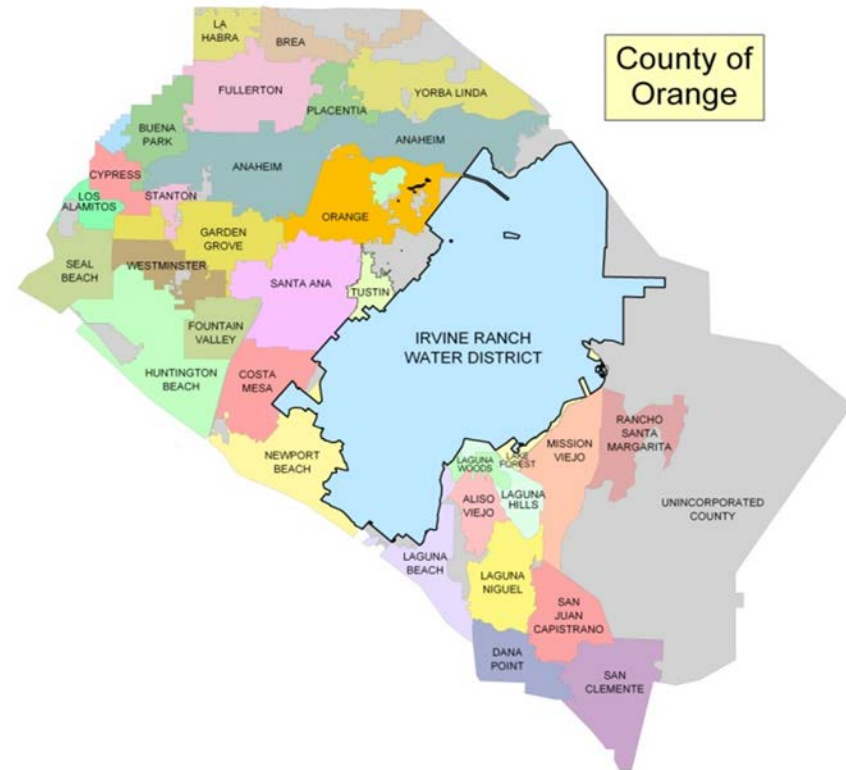 LA
HABRA
BREA
County of
Orange
FULLERTON
YORBA LINDA
PLACENTIA
BUENA
PARK
ANAHEIM
ANAHEIM
CYPRESS
LOS
ALAMITOS
STANTON
ORANGE
GARDEN
GROVE
SEAL
BEACH
WESTMINSTER
SANTA ANA
TUSTIN
FOUNTAIN
VALLEY
IRVINE RANCH
WATER DISTRICT
HUNTINGTON
BEACH
COSTA
MESA
NEWPORT
BEACH
LAGUNA
WOODS
LAKE
FOREST
MISSION
VIEJO
RANCHO
SANTA
MARGARITA
ALISO
VIEJO
LAGUNA
HILLS
UNINCORPORATED
COUNTY
LAGUNA
BEACH
LAGUNA
NIGUEL
SAN
JUAN
CAPISTRANO
DANA
POINT
SAN
CLEMENTE